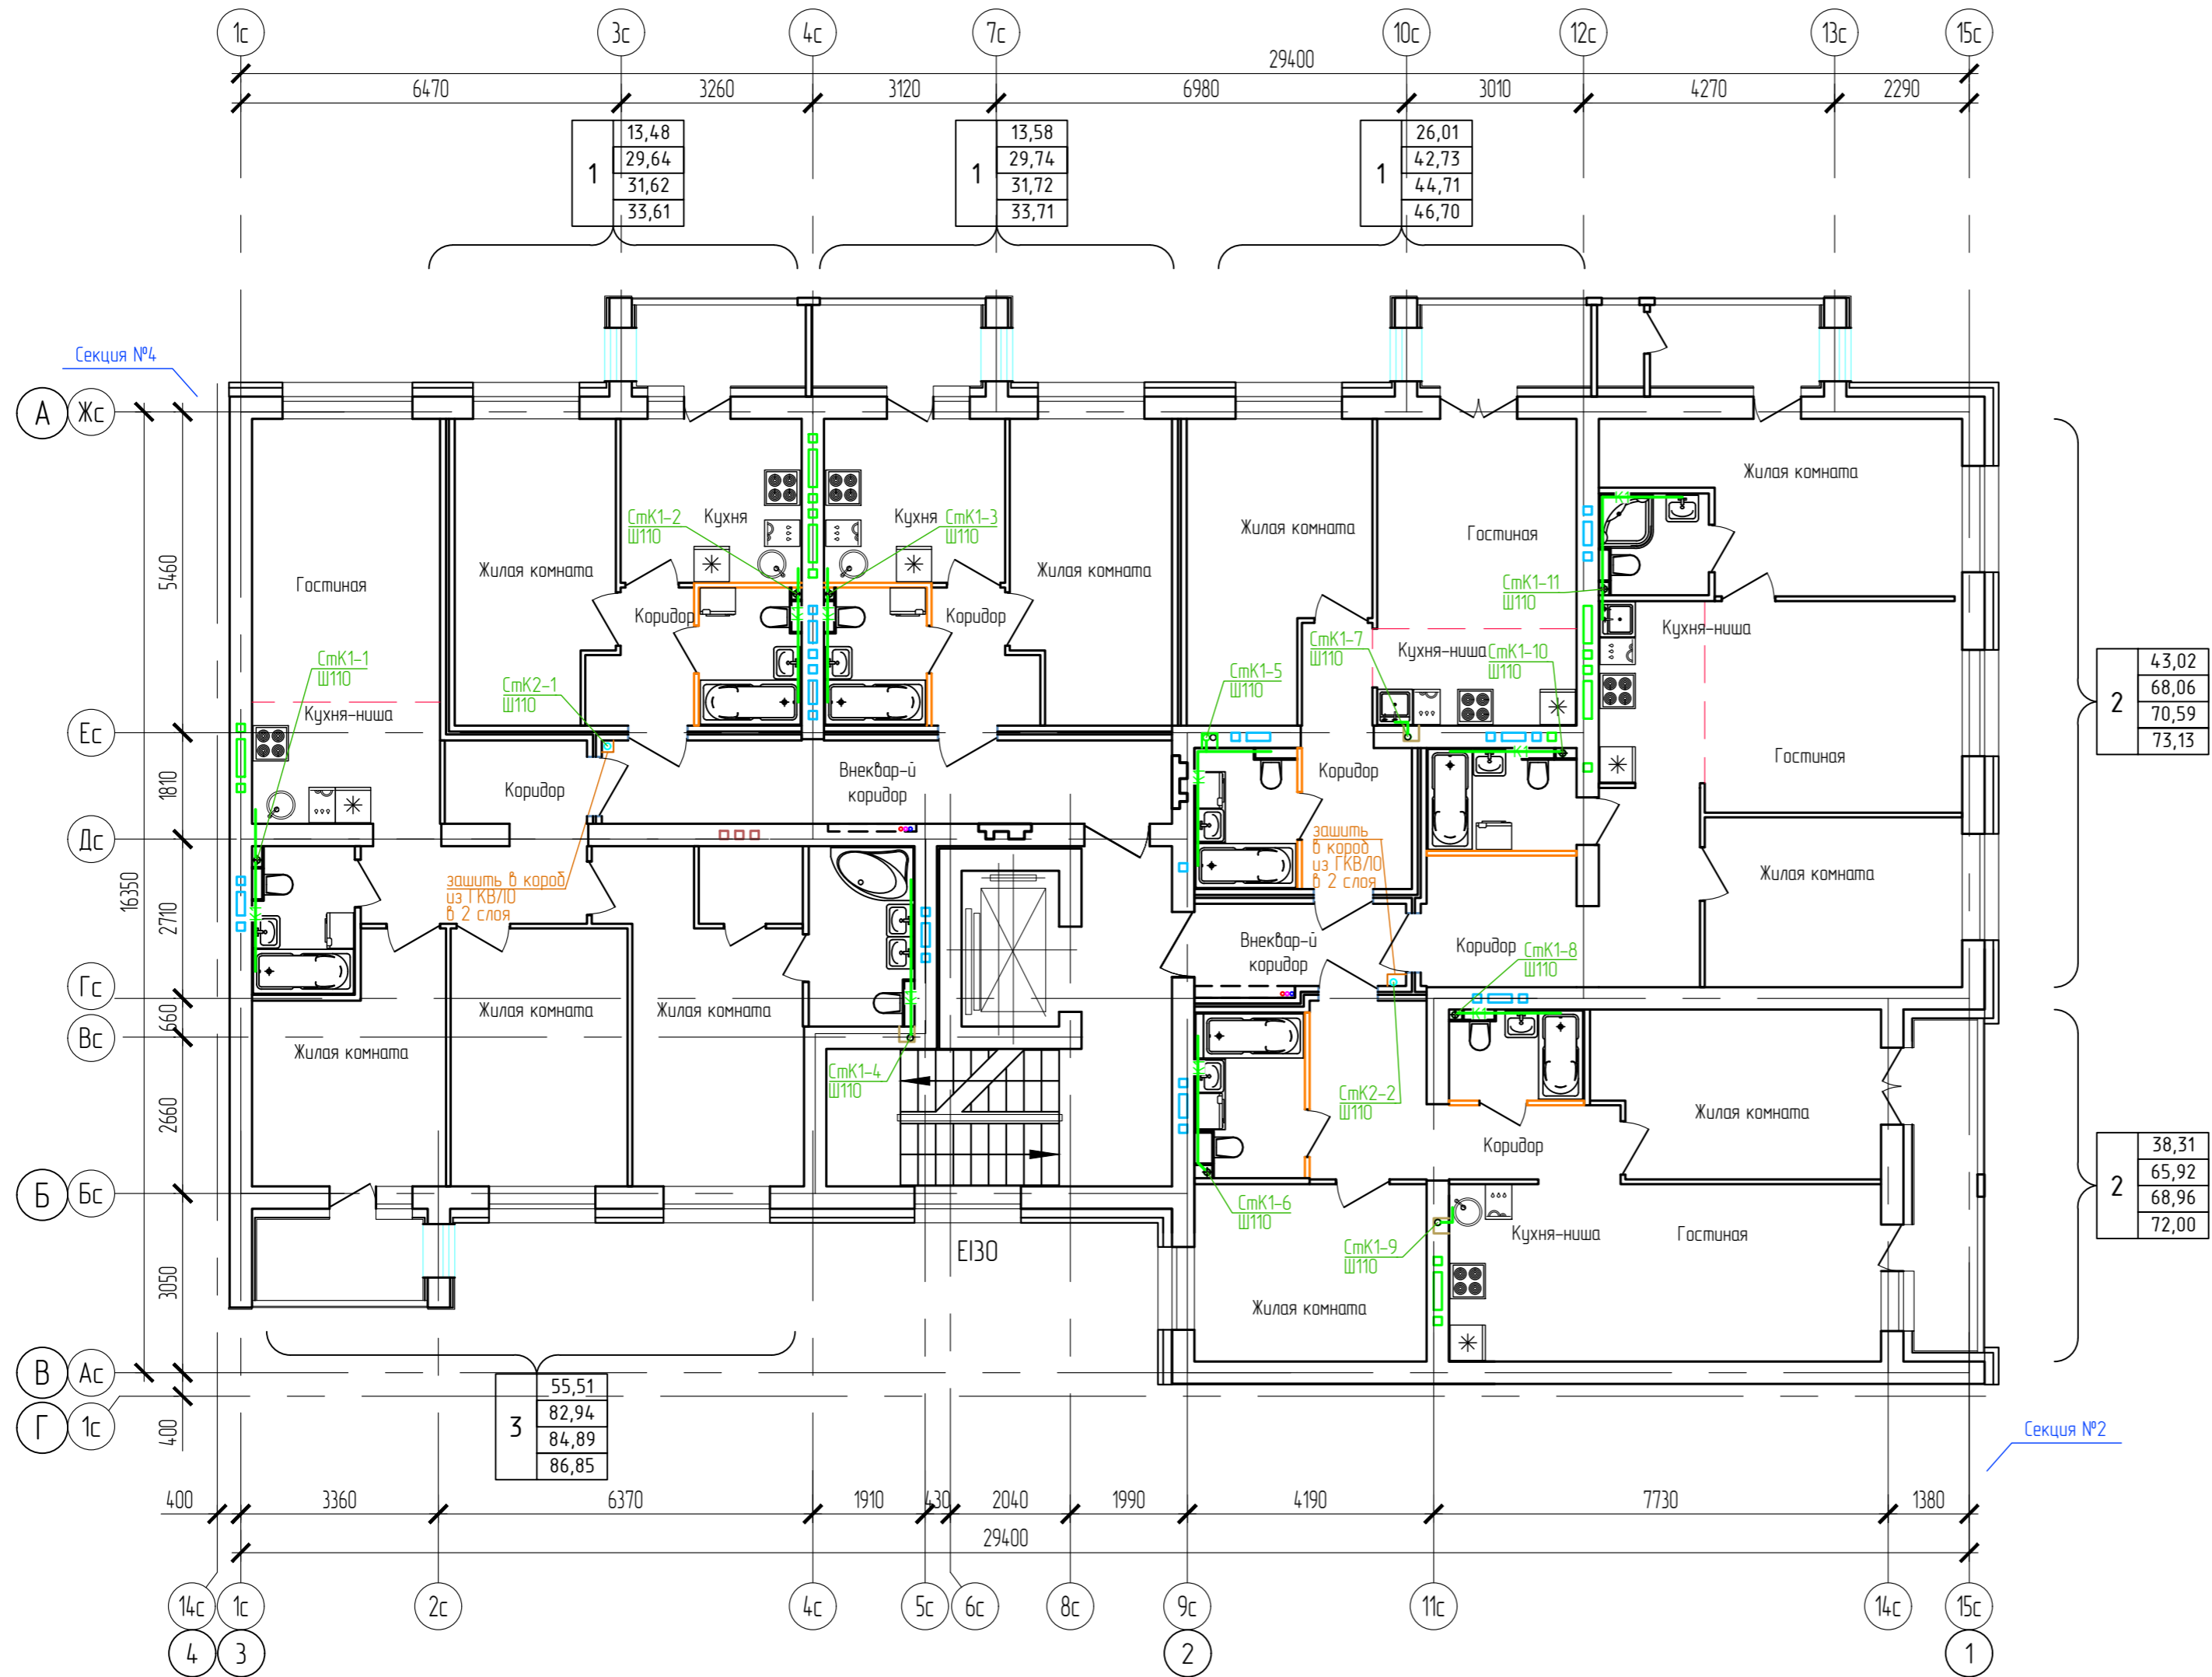 1с
3с
4с
7с
10с
12с
13с
15с
29400
6470
3260
3120
6980
3010
4270
2290
1
13,48
29,64
31,62
33,61
1
13,58
29,74
31,72
33,71
1
26,01
42,73
44,71
46,70
Секция №4
А
Жс
Ес
Дс
Гс
Вс
Б
Бс
В
Ас
Г
1с
16350
5460
1810
2710
660
2660
3050
400
Гостиная
Жилая комната
Кухня
Кухня
Жилая комната
Жилая комната
Гостиная
Жилая комната
СтК1-2
Ш110
СтК1-3
Ш110
СтК1-11
Ш110
Коридор
Коридор
Кухня-ниша
СтК1-1
Ш110
СтК2-1
Ш110
СтК1-5
Ш110
СтК1-7
Ш110
Кухня-ниша
СтК1-10
Ш110
Кухня-ниша
Гостиная
Коридор
Внеквар-й
коридор
Коридор
зашить
в короб
из ГКВЛО
в 2 слоя
зашить в короб
из ГКВЛО
в 2 слоя
Жилая комната
К1
К1
К1
К1
К1
К1
К1
К1
К1
Внеквар-й
коридор
Коридор
СтК1-8
Ш110
Жилая комната
Жилая комната
Жилая комната
СтК1-4
Ш110
СтК2-2
Ш110
Жилая комната
Коридор
СтК1-6
Ш110
СтК1-9
Ш110
Кухня-ниша
Гостиная
EI30
Жилая комната
2
43,02
68,06
70,59
73,13
2
38,31
65,92
68,96
72,00
3
55,51
82,94
84,89
86,85
Секция №2
400
3360
6370
1910
430
2040
1990
4190
7730
1380
29400
14с
1с
2с
4с
5с
6с
8с
9с
11с
14с
15с
4
3
2
1